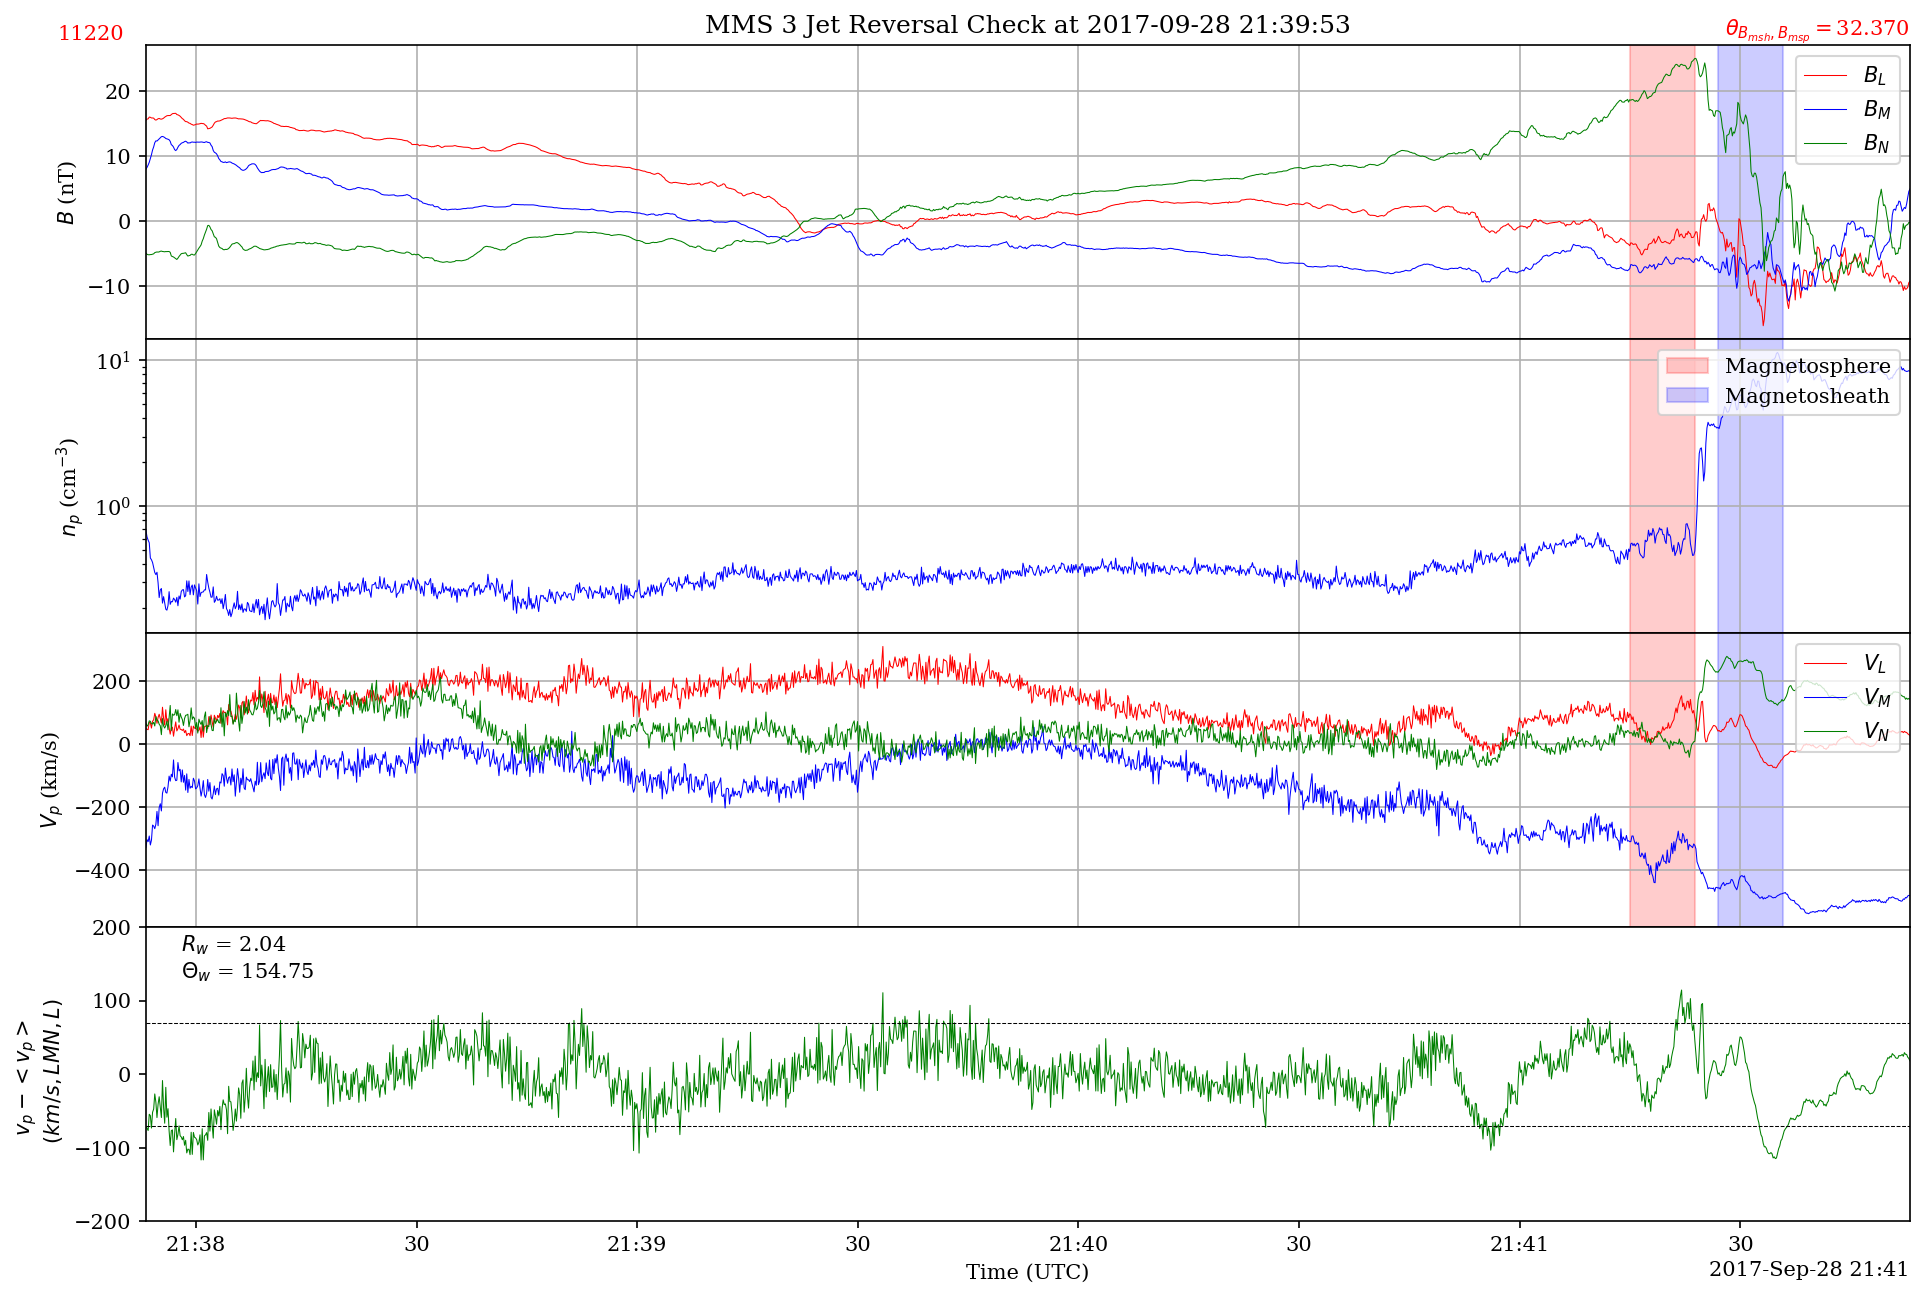 MMS 3 Jet Reversal Check at 2017-09-28 21:39:53
11220
θ_{B_{msh}, B_{msp}} = 32.370
B (nT)
20
10
0
−10
B_L
B_M
B_N
n_p (cm^{−3})
10^1
10^0
Magnetosphere
Magnetosheath
V_p (km/s)
200
0
−200
−400
V_L
V_M
V_N
v_p − < v_p >
(km/s, LMN, L)
200
100
0
−100
−200
R_w = 2.04
Θ_w = 154.75
21:38
30
21:39
30
21:40
30
21:41
30
Time (UTC)
2017-Sep-28 21:41